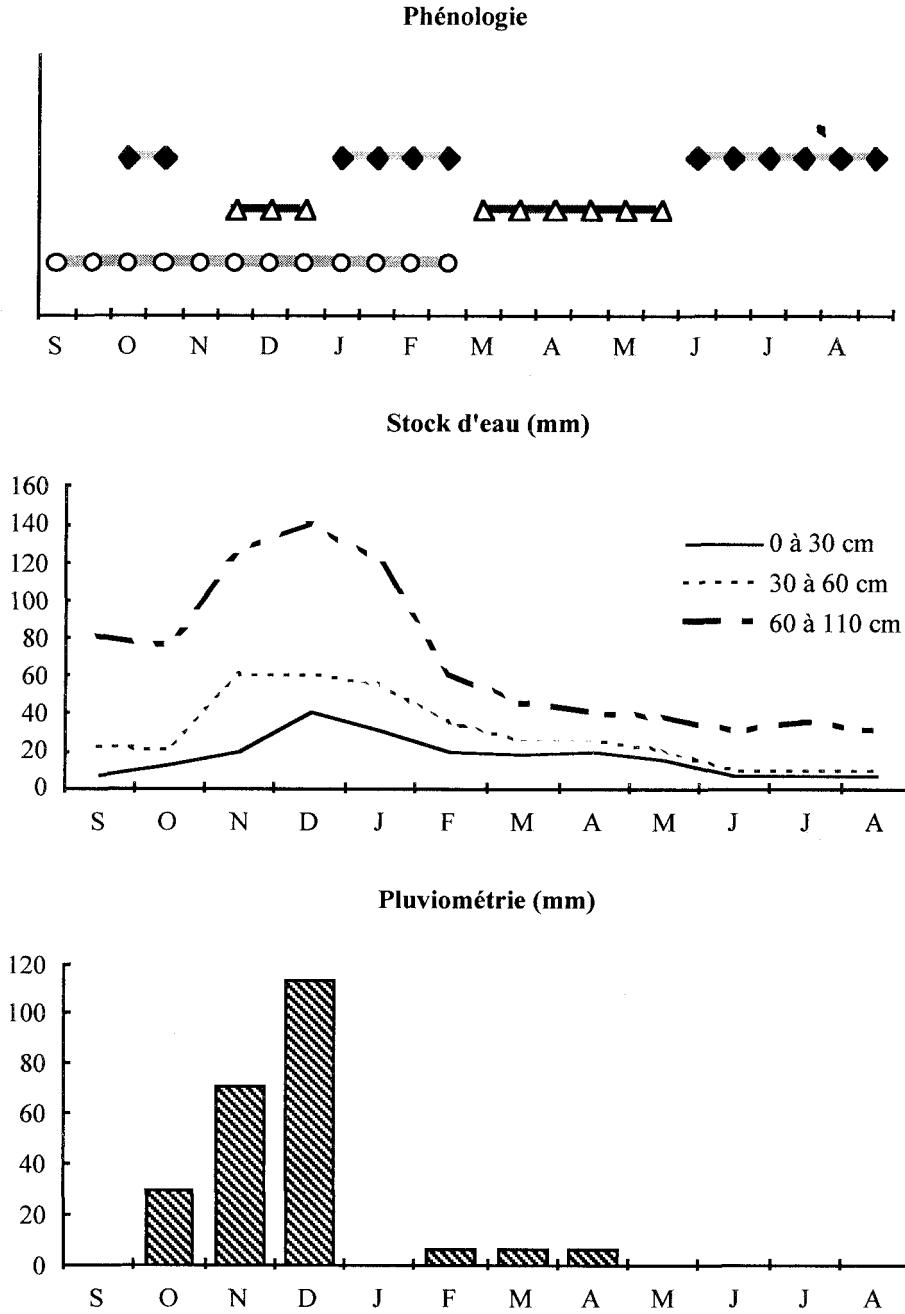 Phénologie
S O N D J F M A M J J A
Stock d'eau (mm)
160
140
120
100
80
60
40
20
0
0 à 30 cm
30 à 60 cm
60 à 110 cm
S O N D J F M A M J J A
Pluviométrie (mm)
120
100
80
60
40
20
0
S O N D J F M A M J J A